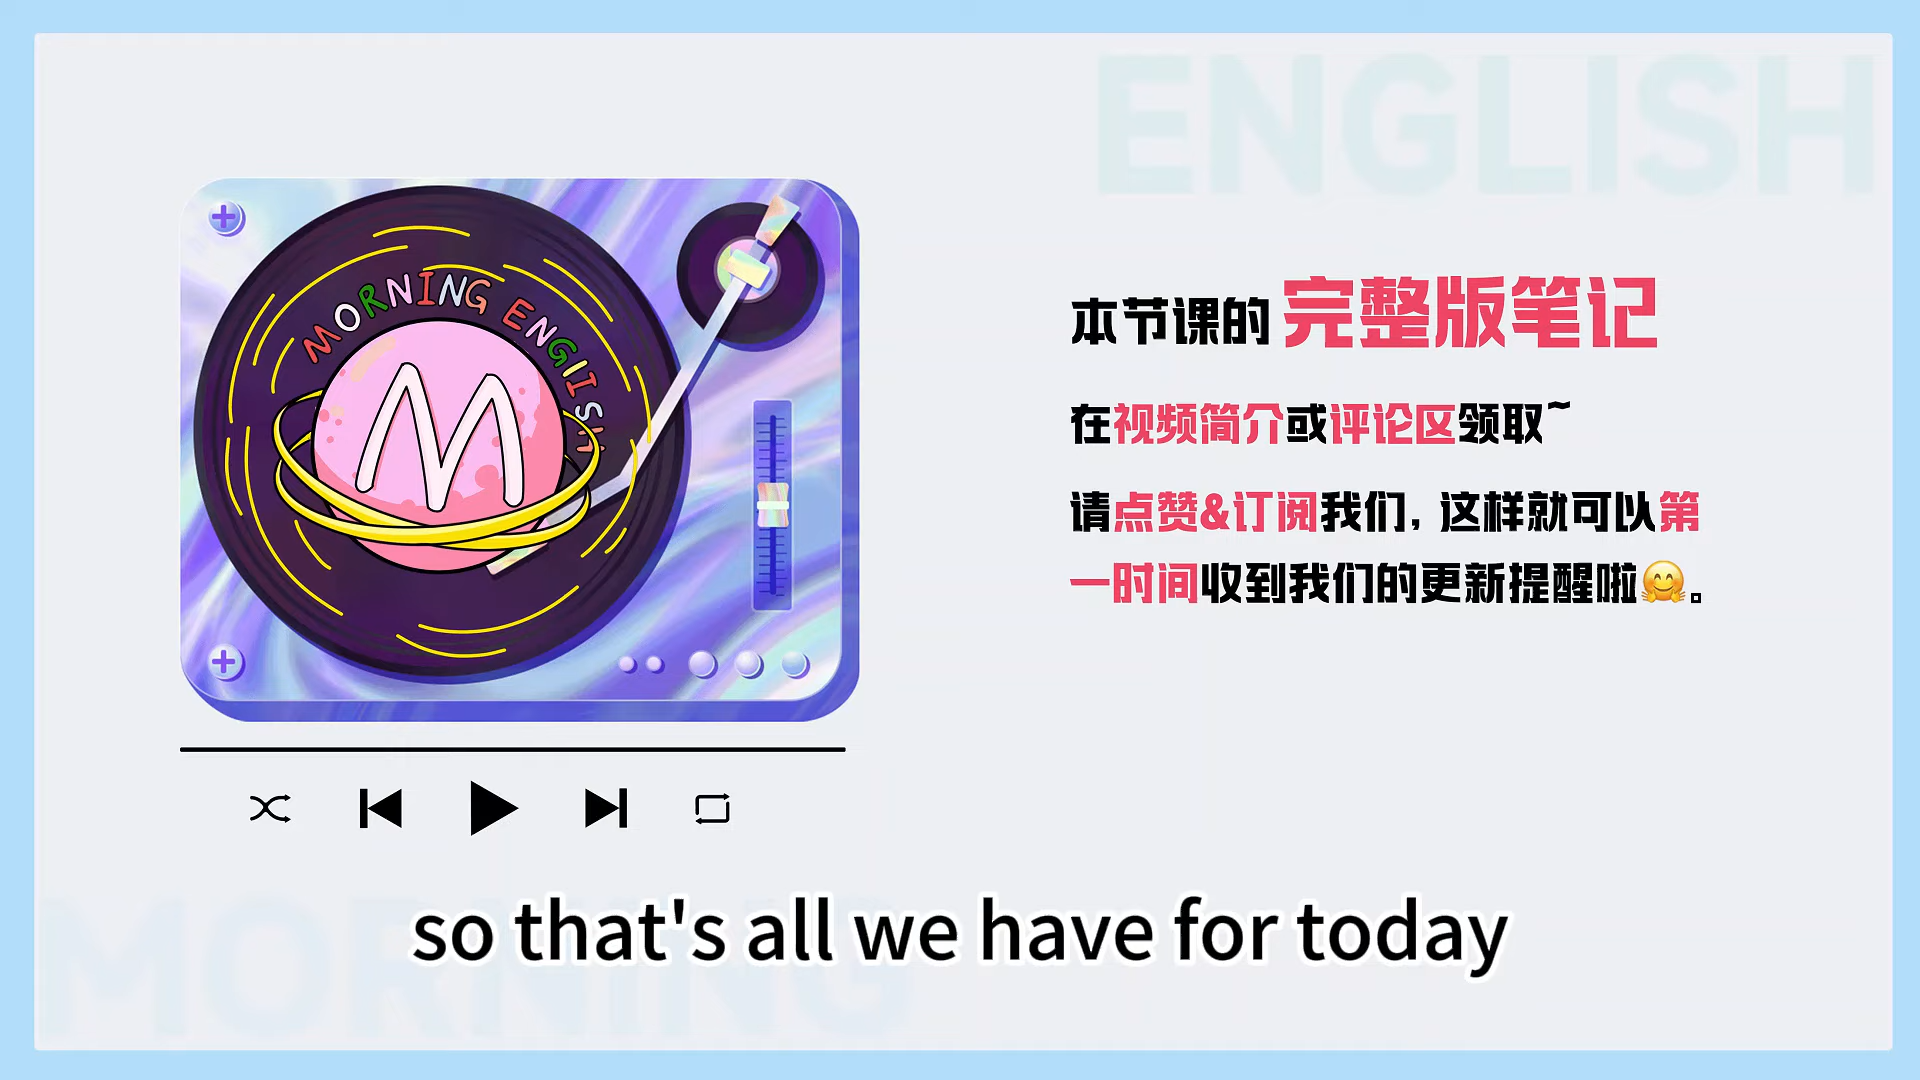 ENGLISH
MORNING ENGLISH
M
本节课的 完整版笔记
在视频简介或评论区领取~
请点赞&订阅我们, 这样就可以第
一时间收到我们的更新提醒啦🤗。
MORNING
so that's all we have for today